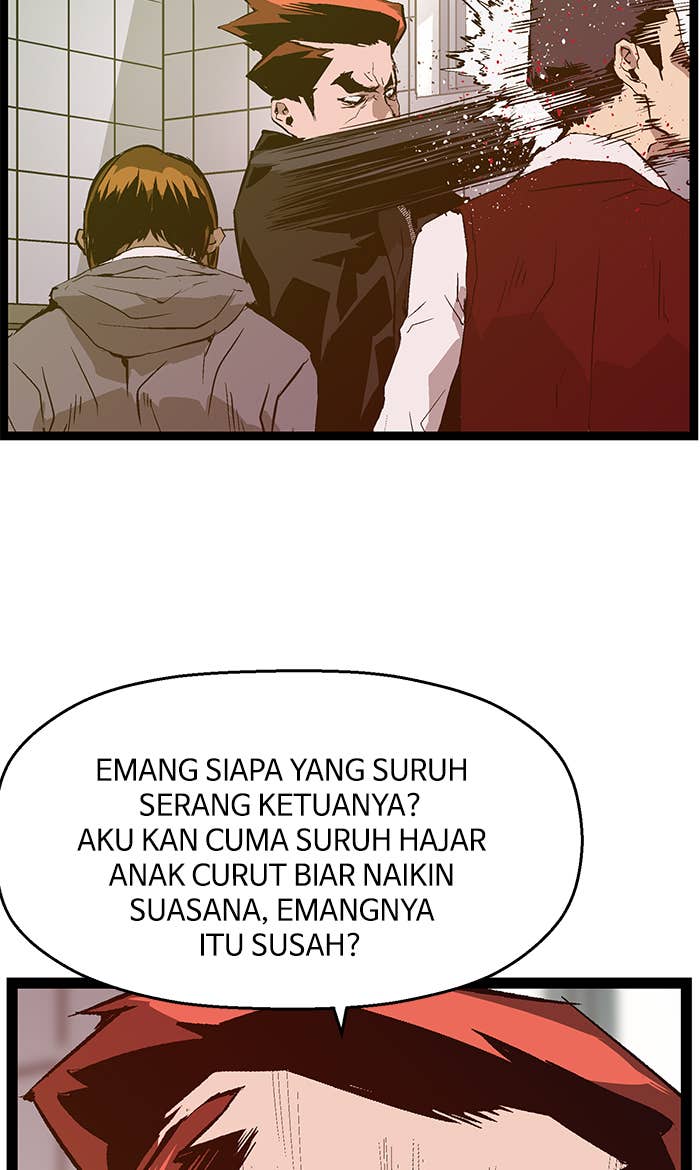 EMANG SIAPA YANG SURUH
SERANG KETUANYA?
AKU KAN CUMA SURUH HAJAR
ANAK CURUT BIAR NAIKIN
SUASANA, EMANGNYA
ITU SUSAH?